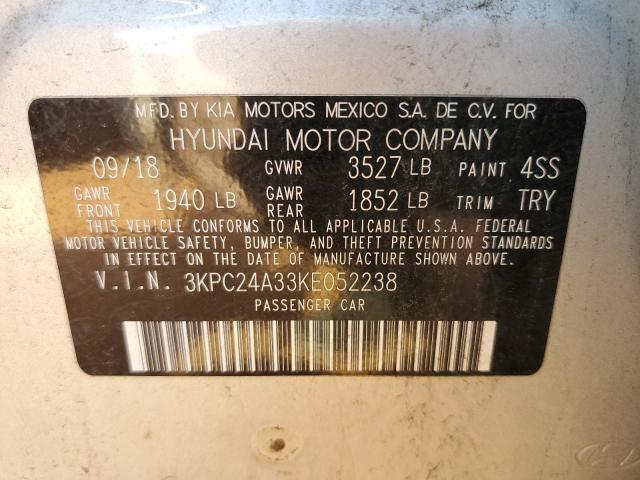 MFD. BY KIA MOTORS MEXICO S.A. DE C.V. FOR
HYUNDAI MOTOR COMPANY
09/18 GVWR 3527 LB PAINT 4SS
GAWR FRONT 1940 LB GAWR REAR 1852 LB TRIM TRY
THIS VEHICLE CONFORMS TO ALL APPLICABLE U.S.A. FEDERAL
MOTOR VEHICLE SAFETY, BUMPER, AND THEFT PREVENTION STANDARDS
IN EFFECT ON THE DATE OF MANUFACTURE SHOWN ABOVE.
V.I.N. 3KPC24A33KE052238
PASSENGER CAR